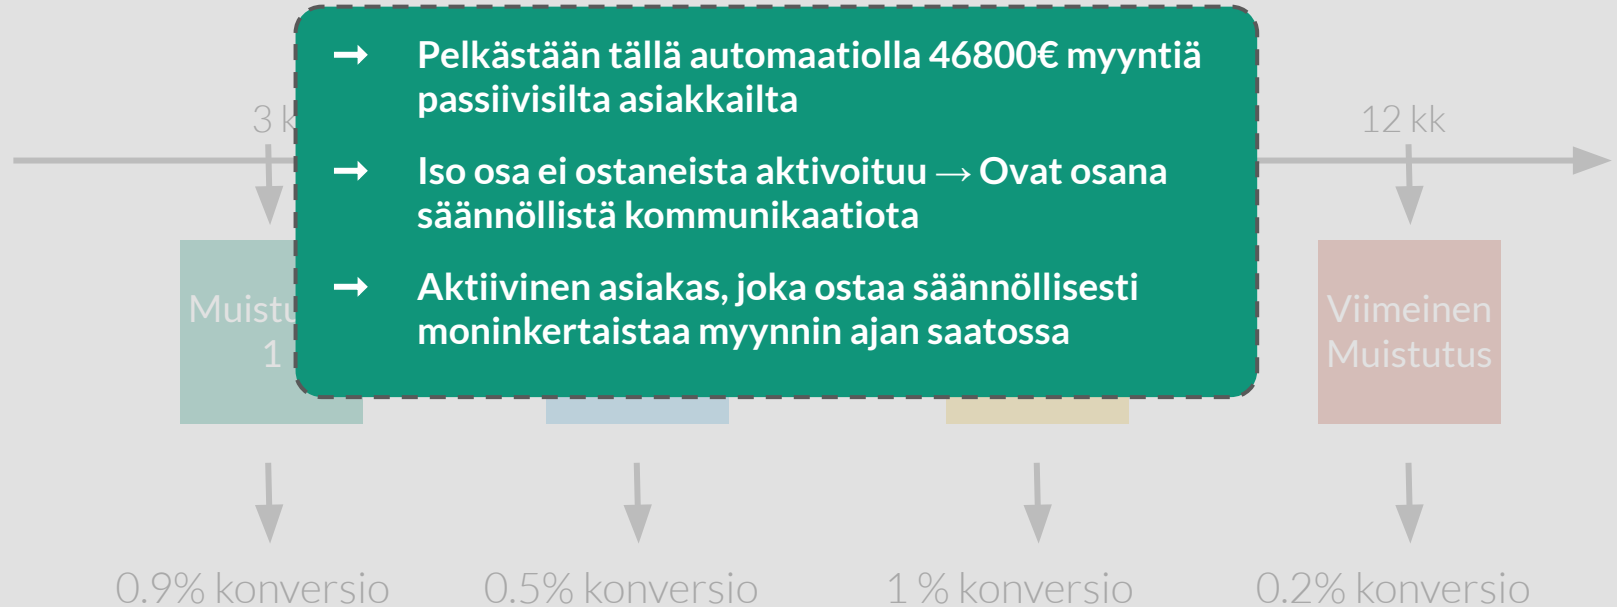 ➞ Pelkästään tällä automaatiolla 46800€ myyntiä
passiivisilta asiakkailta
➞ Iso osa ei ostaneista aktivoituu → Ovat osana
säännöllistä kommunikaatiota
➞ Aktiivinen asiakas, joka ostaa säännöllisesti
moninkertaistaa myynnin ajan saatossa
3
12 kk
1
Viimeinen
Muistutus
0.9% konversio
0.5% konversio
1 % konversio
0.2% konversio